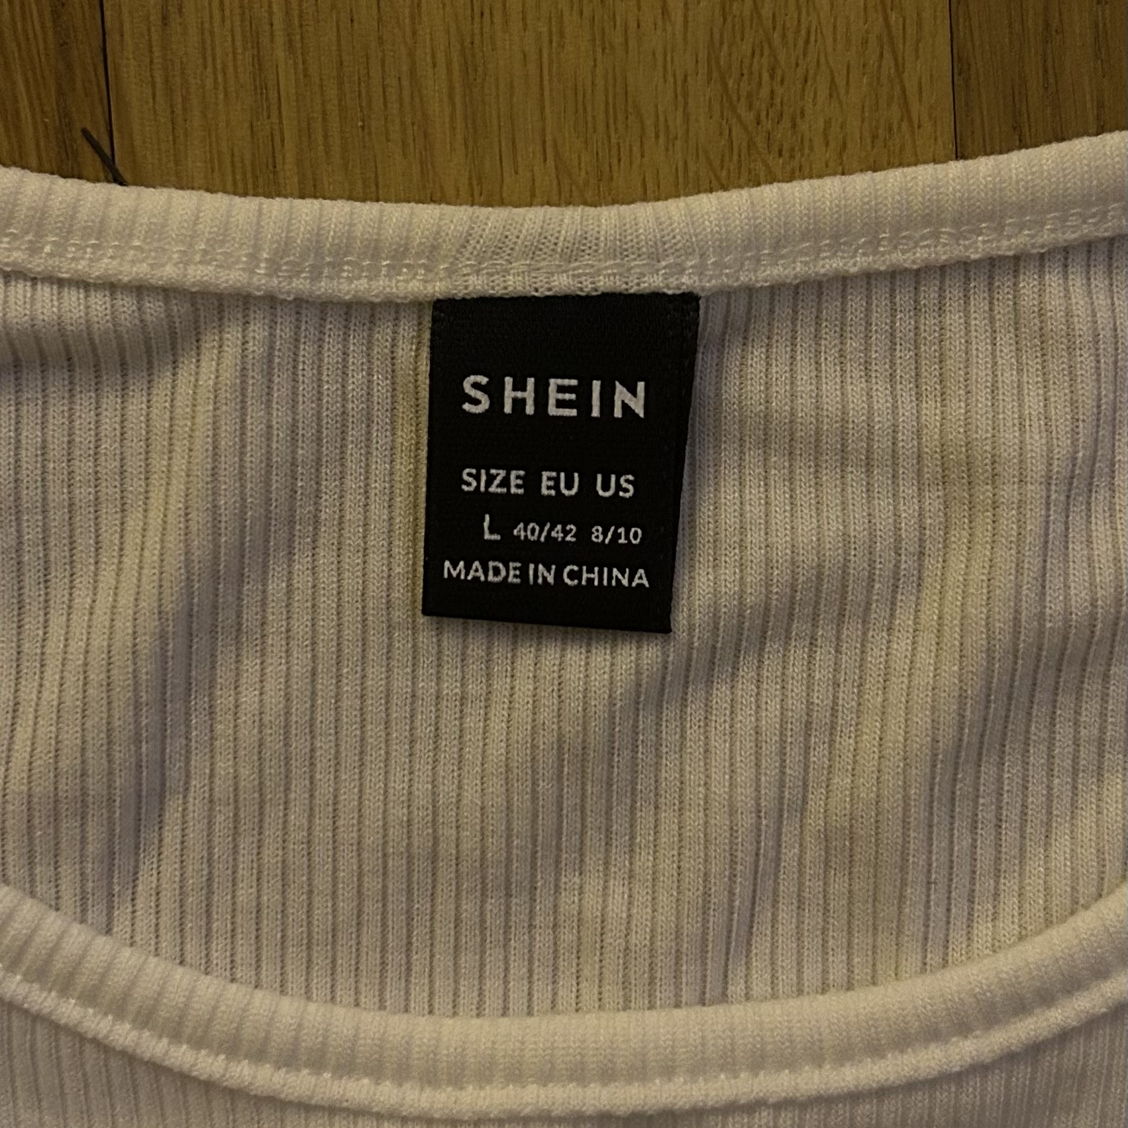 SHEIN
SIZE EU US
L 40/42 8/10
MADE IN CHINA